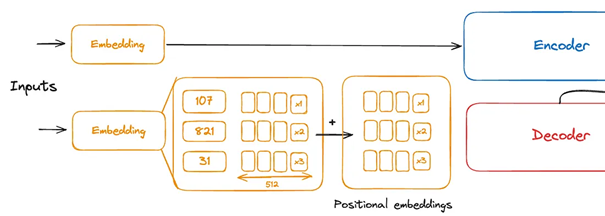 Embedding
Encoder
Inputs
Embedding
107
x1
821
x2
31
x3
512
+
x1
x2
x3
Positional embeddings
Decoder